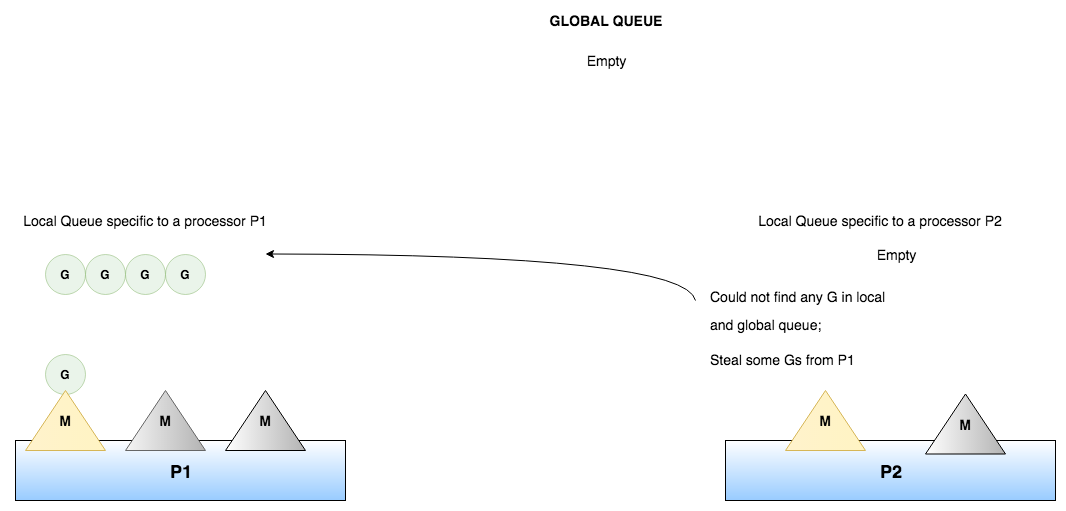 GLOBAL QUEUE
Empty
Local Queue specific to a processor P1
Local Queue specific to a processor P2
Empty
G G G G
Could not find any G in local
and global queue;
Steal some Gs from P1
G
M M M
M M
P1
P2